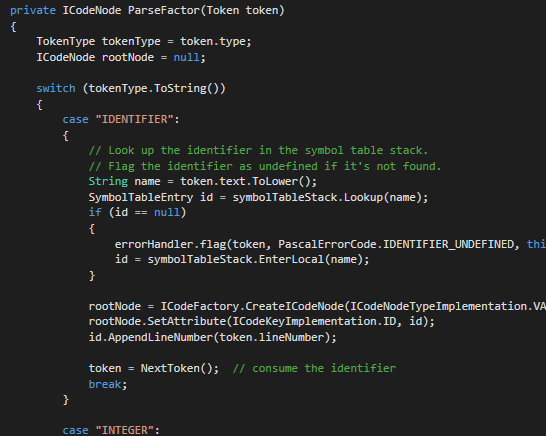 private ICodeNode ParseFactor(Token token)
{
    TokenType tokenType = token.type;
    ICodeNode rootNode = null;

    switch (tokenType.ToString())
    {
        case "IDENTIFIER":
        {
            // Look up the identifier in the symbol table stack.
            // Flag the identifier as undefined if it's not found.
            String name = token.text.ToLower();
            SymbolTableEntry id = symbolTableStack.Lookup(name);
            if (id == null)
            {
                errorHandler.flag(token, PascalErrorCode.IDENTIFIER_UNDEFINED, thi
                id = symbolTableStack.EnterLocal(name);
            }

            rootNode = ICodeFactory.CreateICodeNode(ICodeNodeTypeImplementation.VA
            rootNode.SetAttribute(ICodeKeyImplementation.ID, id);
            id.AppendLineNumber(token.lineNumber);

            token = NextToken();  // consume the identifier
            break;
        }

        case "INTEGER":